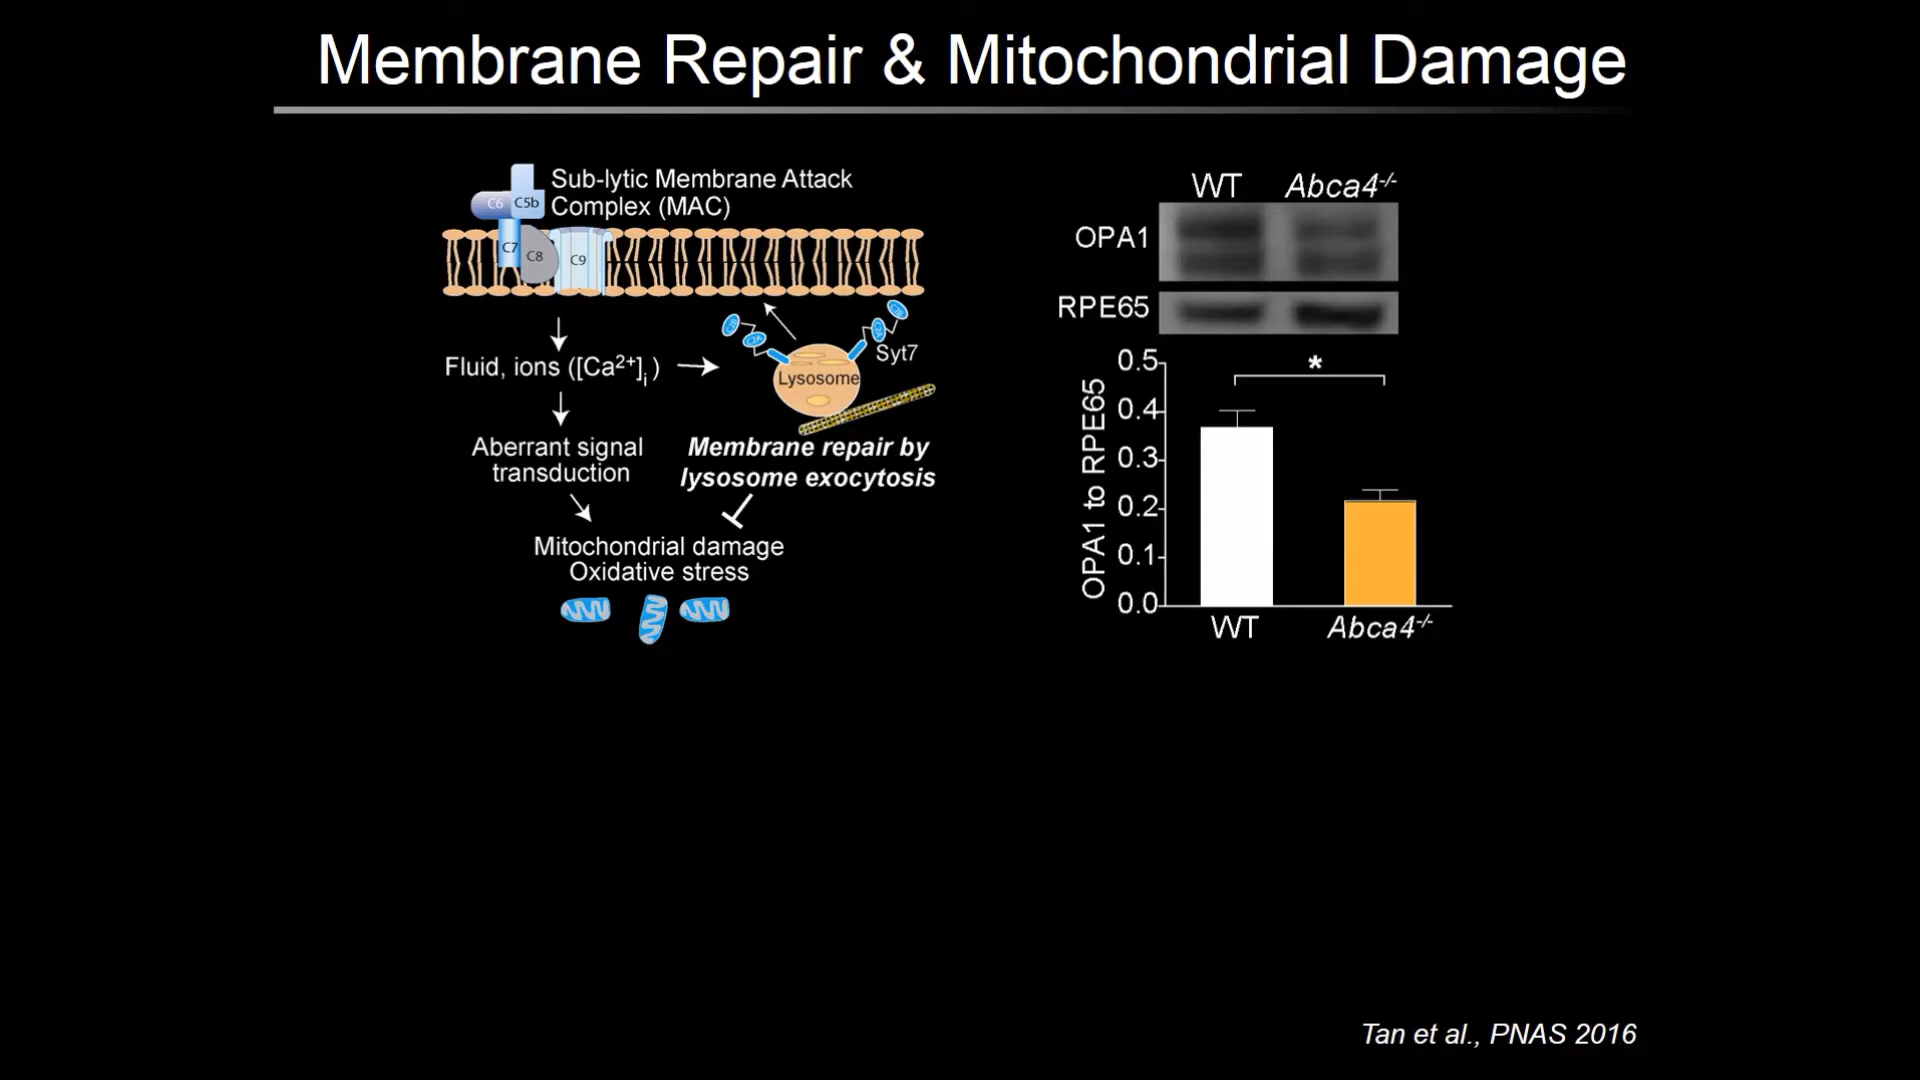 Membrane Repair & Mitochondrial Damage
Sub-lytic Membrane Attack
Complex (MAC)
C6 C5b
C7
C8
C9
Fluid, ions ([Ca²⁺]i)
Lysosome
Syt7
Aberrant signal
transduction
Membrane repair by
lysosome exocytosis
Mitochondrial damage
Oxidative stress
WT Abca4-/-
OPA1
RPE65
*
OPA1 to RPE65
0.5
0.4
0.3
0.2
0.1
0.0
WT Abca4-/-
Tan et al., PNAS 2016